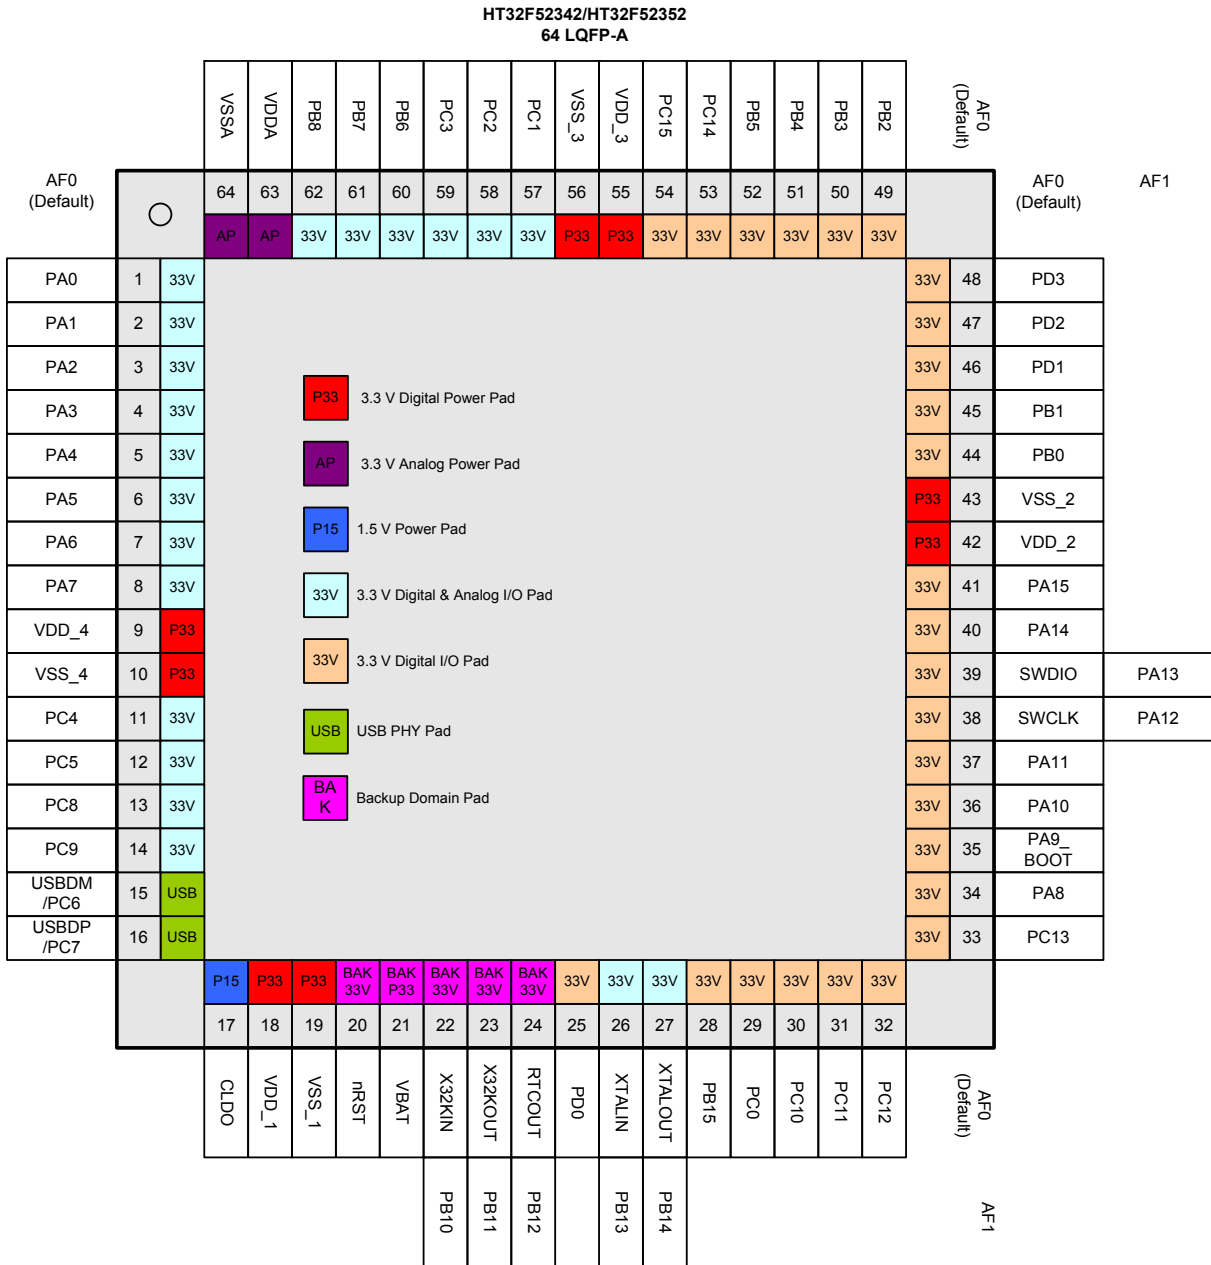 HT32F52342/HT32F52352
64 LQFP-A
VSSA VDDA PB8 PB7 PB6 PC3 PC2 PC1 VSS_3 VDD_3 PC15 PC14 PB5 PB4 PB3 PB2
AF0
(Default)
AF0
(Default)
AF0
(Default)
AF1
64 63 62 61 60 59 58 57 56 55 54 53 52 51 50 49
AP AP 33V 33V 33V 33V 33V 33V P33 P33 33V 33V 33V 33V 33V 33V
PA0 1 33V
33V 48 PD3
PA1 2 33V
33V 47 PD2
PA2 3 33V
33V 46 PD1
PA3 4 33V
33V 45 PB1
PA4 5 33V
33V 44 PB0
PA5 6 33V
P33 43 VSS_2
PA6 7 33V
P33 42 VDD_2
PA7 8 33V
33V 41 PA15
VDD_4 9 P33
33V 40 PA14
VSS_4 10 P33
33V 39 SWDIO PA13
PC4 11 33V
33V 38 SWCLK PA12
PC5 12 33V
33V 37 PA11
PC8 13 33V
33V 36 PA10
PC9 14 33V
33V 35 PA9_
BOOT
USBDM
/PC6
15 USB
33V 34 PA8
USBDP
/PC7
16 USB
33V 33 PC13
P33 3.3 V Digital Power Pad
AP 3.3 V Analog Power Pad
P15 1.5 V Power Pad
33V 3.3 V Digital & Analog I/O Pad
33V 3.3 V Digital I/O Pad
USB USB PHY Pad
BA
K
Backup Domain Pad
P15 P33 P33 BAK BAK BAK BAK BAK 33V 33V 33V 33V 33V 33V 33V 33V
33V P33 33V 33V 33V
17 18 19 20 21 22 23 24 25 26 27 28 29 30 31 32
CLDO VDD_1 VSS_1 nRST VBAT X32KIN X32KOUT RTCOUT PD0 XTALIN XTALOUT PB15 PC0 PC10 PC11 PC12
AF0
(Default)
PB10 PB11 PB12 PB13 PB14
AF1